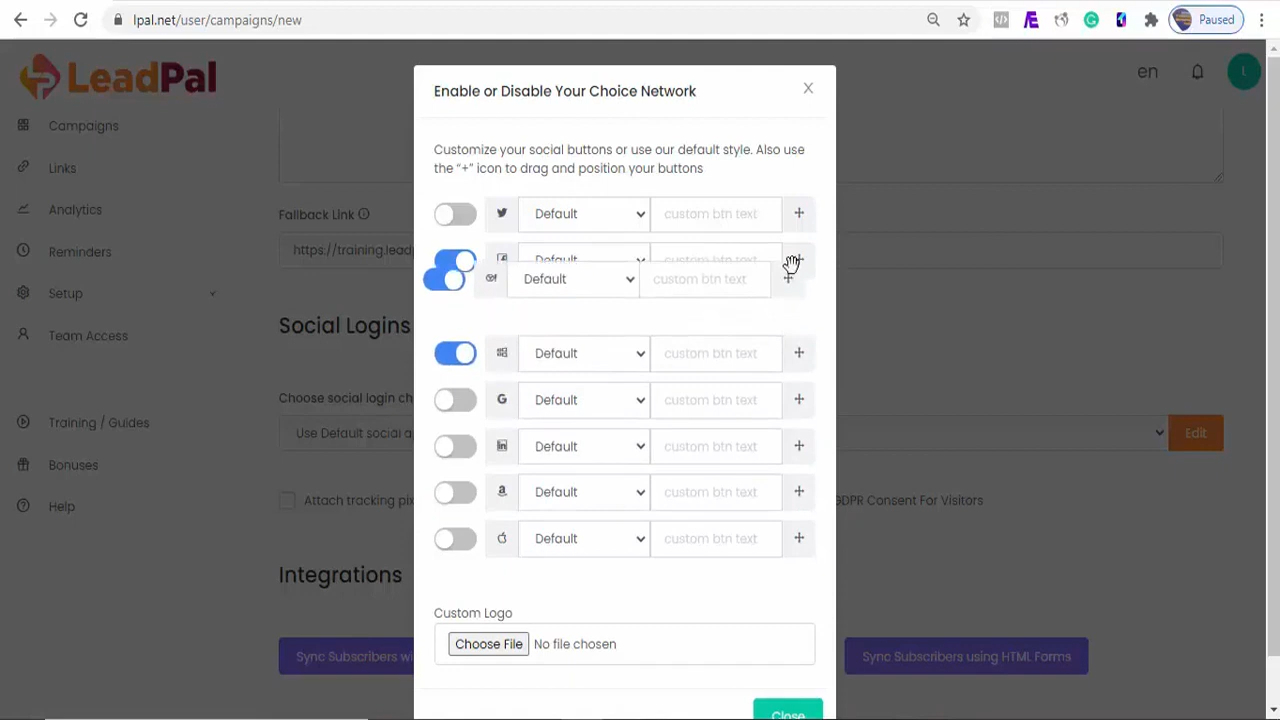 lpal.net/user/campaigns/new
Paused
LeadPal
en
L
Enable or Disable Your Choice Network
X
Campaigns
Links
Analytics
Reminders
Setup
Team Access
Training / Guides
Bonuses
Help
Customize your social buttons or use our default style. Also use
the "+" icon to drag and position your buttons
Fallback Link
https://training.leadp
Social Logins
Choose social login ch
Use Default social a
Edit
Attach tracking pix
GDPR Consent For Visitors
Integrations
Sync Subscribers wi
Sync Subscribers using HTML Forms
Default custom btn text
Default custom btn text
Default custom btn text
Default custom btn text
G Default custom btn text
in Default custom btn text
a Default custom btn text
Default custom btn text
Custom Logo
Choose File No file chosen
Close